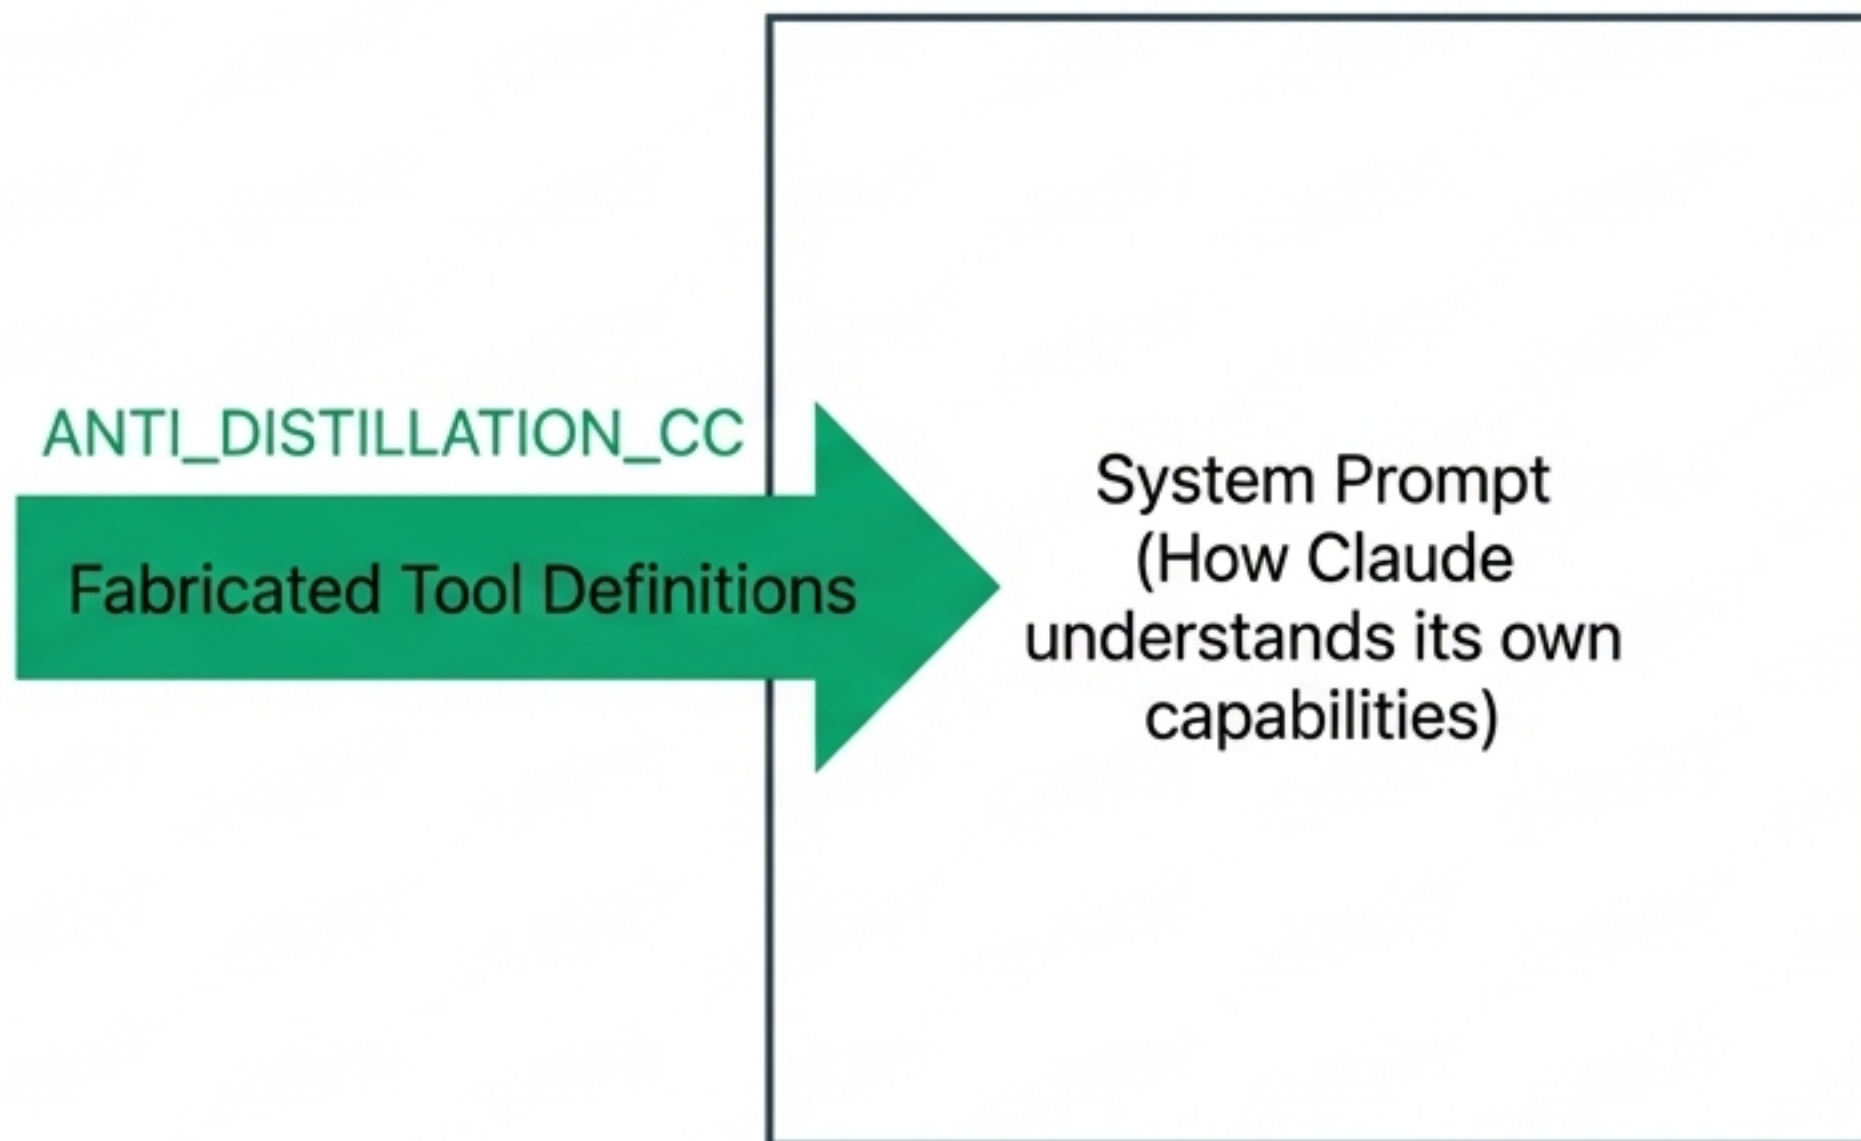 ANTI_DISTILLATION_CC
Fabricated Tool Definitions
System Prompt
(How Claude
understands its own
capabilities)